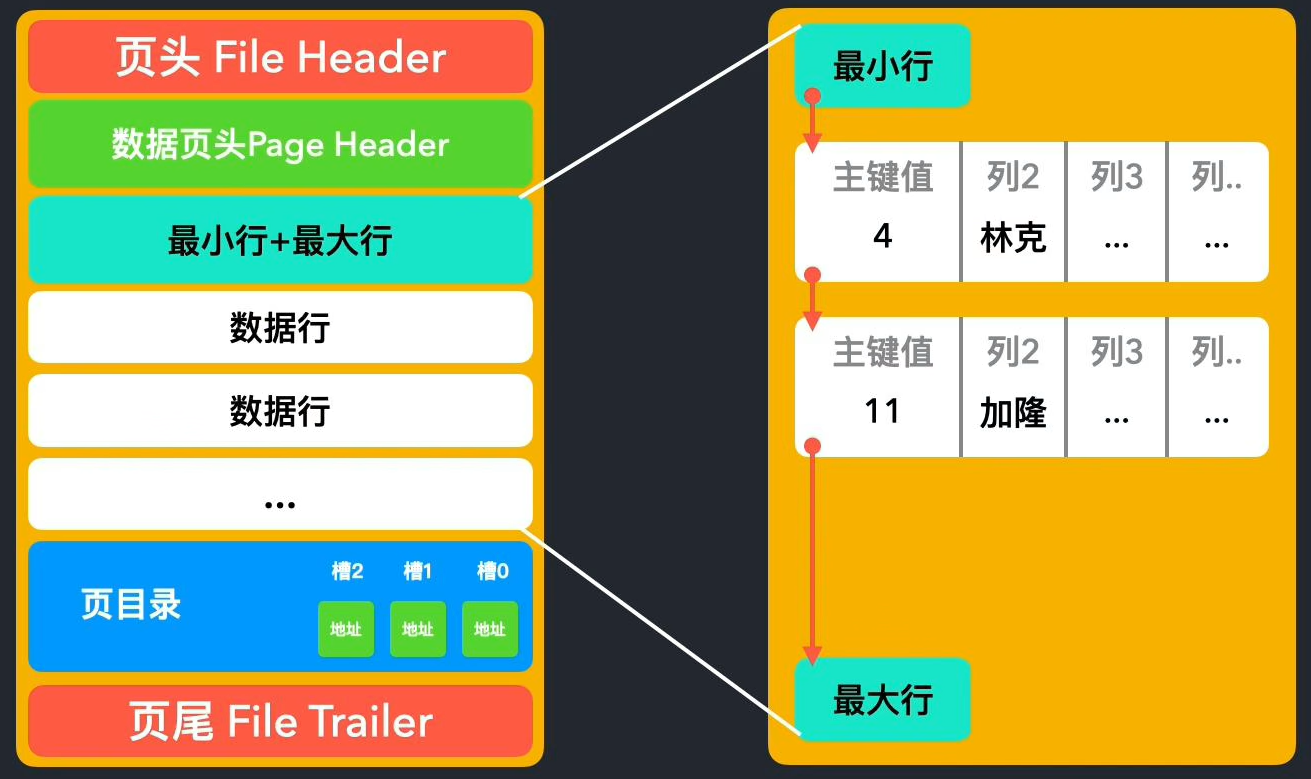 页头 File Header
数据页头Page Header
最小行+最大行
数据行
数据行
...
页目录
槽2 槽1 槽0
地址 地址 地址
页尾 File Trailer
最小行
主键值 列2 列3 列..
4 林克 ... ...
主键值 列2 列3 列..
11 加隆 ... ...
最大行